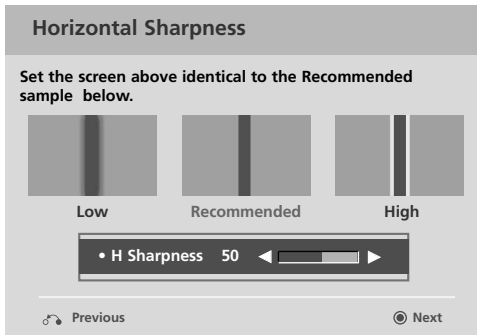 Horizontal Sharpness
Set the screen above identical to the Recommended
sample below.
Low Recommended High
• H Sharpness 50
Previous Next